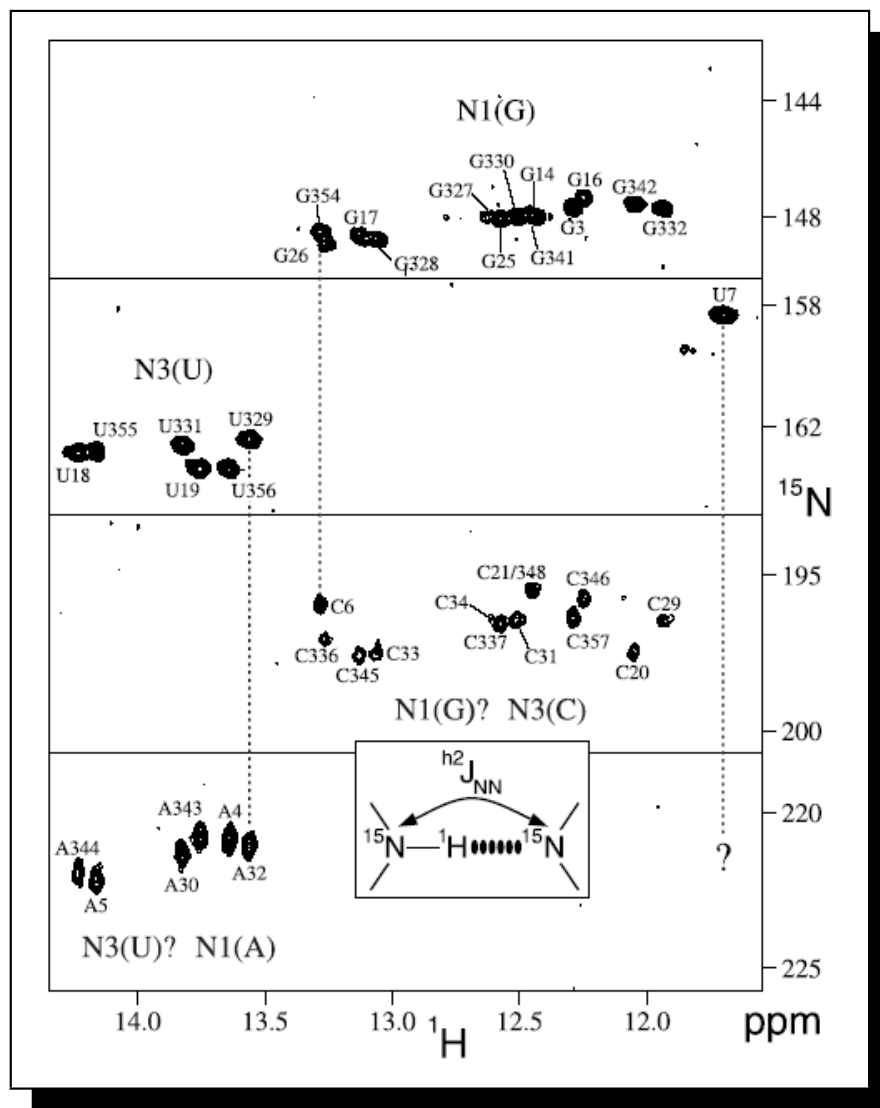 N1(G)
144
G330
G14
G327
G16
G342
G354
G17
148
G3
G332
G26
G328
G25
G341
U7
158
N3(U)
U355
U331
U329
162
U18
U19
U356
15N
C21/348
C346
195
C34
C29
C6
C337
C31
C357
C336
C33
C345
C20
N1(G)? N3(C)
200
h2JNN
A343
A4
220
15N 1H 15N
A344
A32
?
A30
A5
N3(U)? N1(A)
225
14.0 13.5 13.0 12.5 12.0 ppm
1H